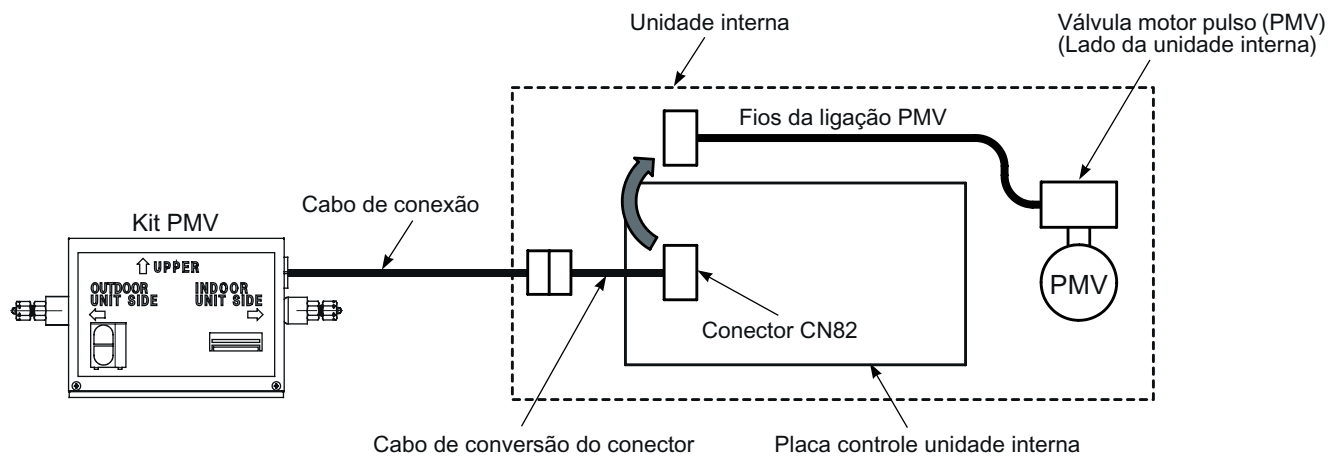 Unidade interna
Válvula motor pulso (PMV)
(Lado da unidade interna)
Fios da ligação PMV
Cabo de conexão
Kit PMV
UPPER
OUTDOOR
UNIT SIDE
INDOOR
UNIT SIDE
PMV
Conector CN82
Cabo de conversão do conector
Placa controle unidade interna